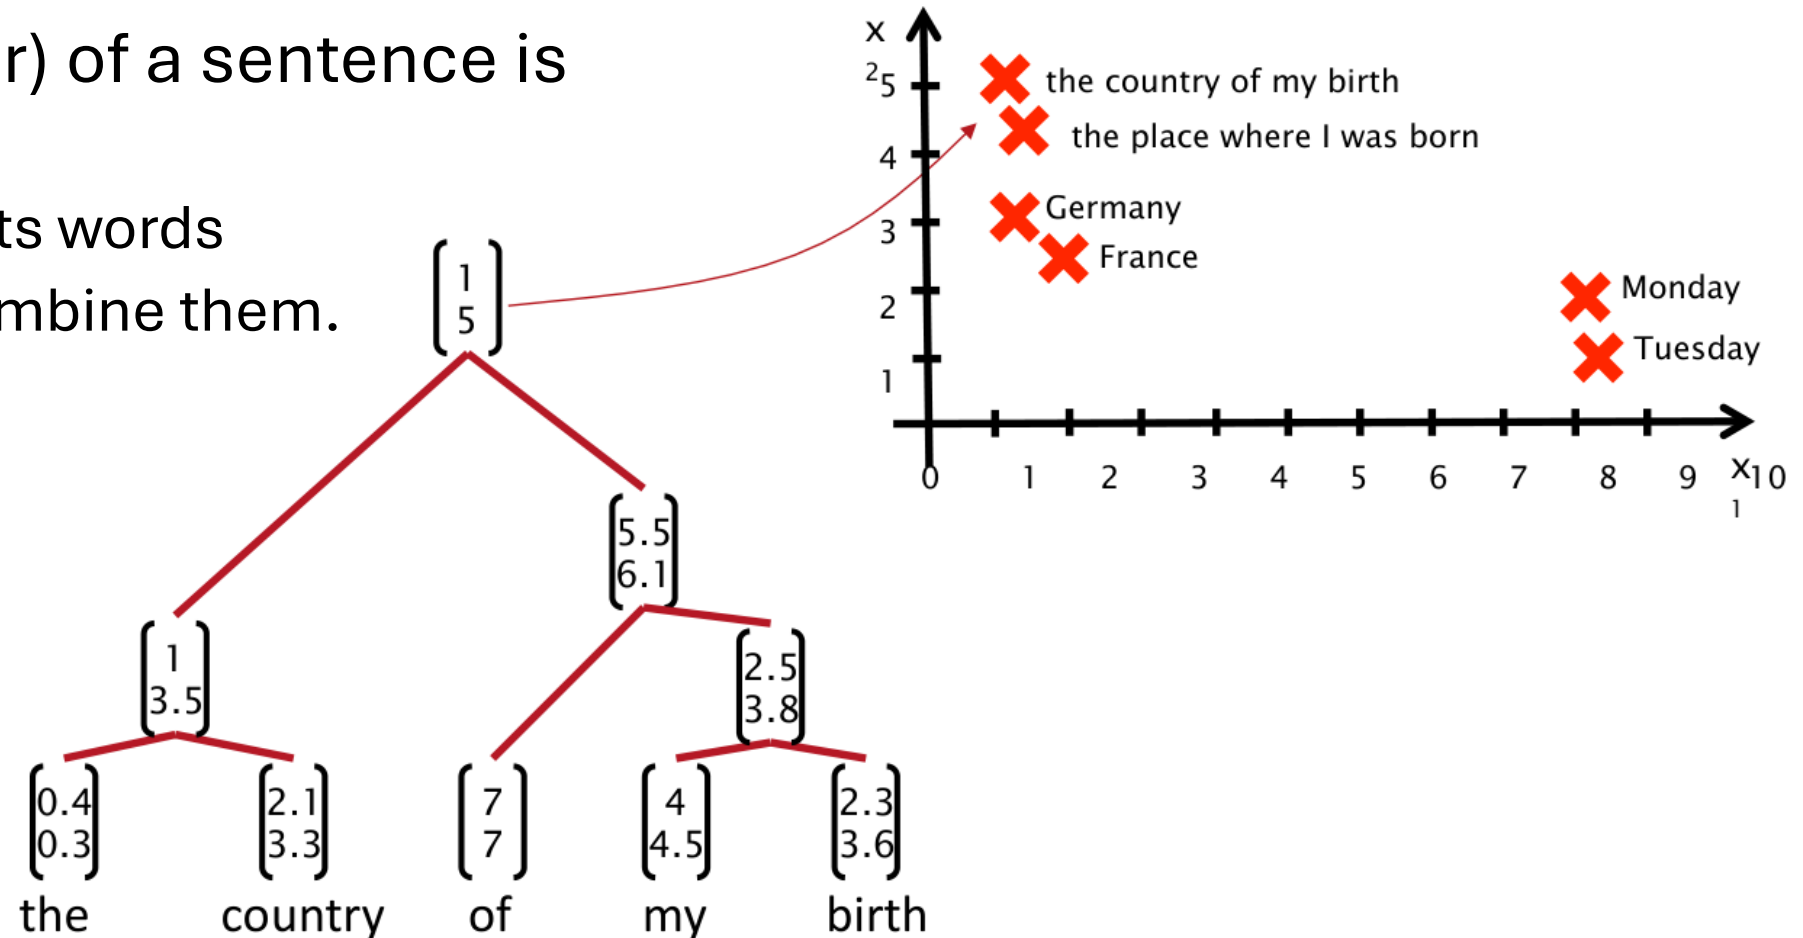 r) of a sentence is
ts words
mbine them.
x
2
5
the country of my birth
4
the place where I was born
3
Germany
France
2
Monday
1
Tuesday
0 1 2 3 4 5 6 7 8 9 x 10
1
1
5
5.5
6.1
1
3.5
2.5
3.8
0.4 2.1 7 4 2.3
0.3 3.3 7 4.5 3.6
the country of my birth